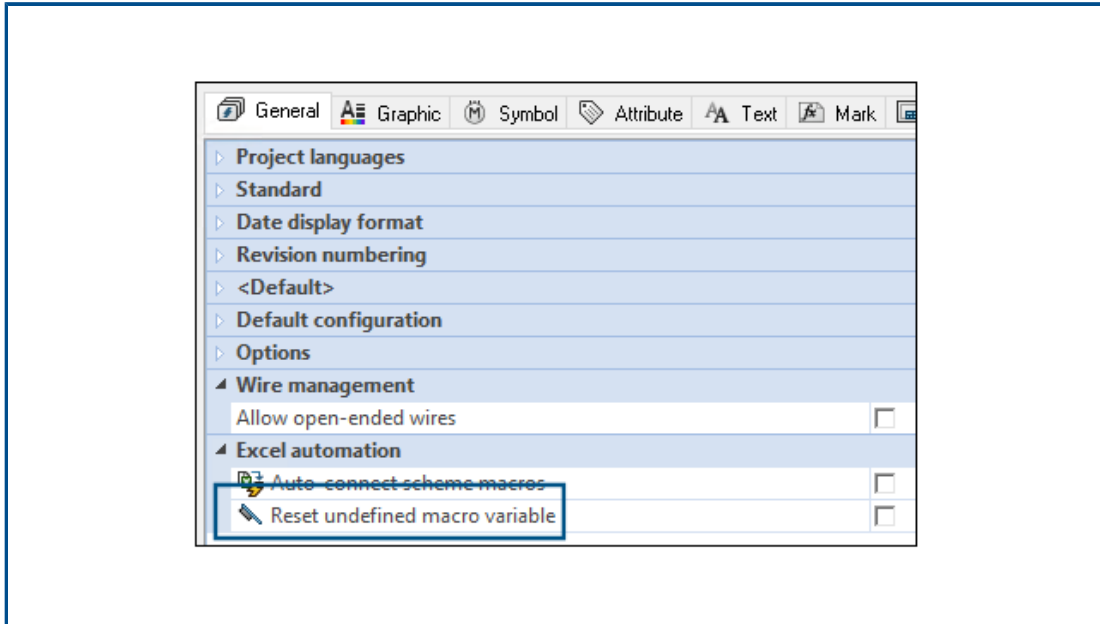 General Graphic Symbol Attribute Text Mark
Project languages
Standard
Date display format
Revision numbering
<Default>
Default configuration
Options
Wire management
Allow open-ended wires
Excel automation
Auto-connect scheme macros
Reset undefined macro variable